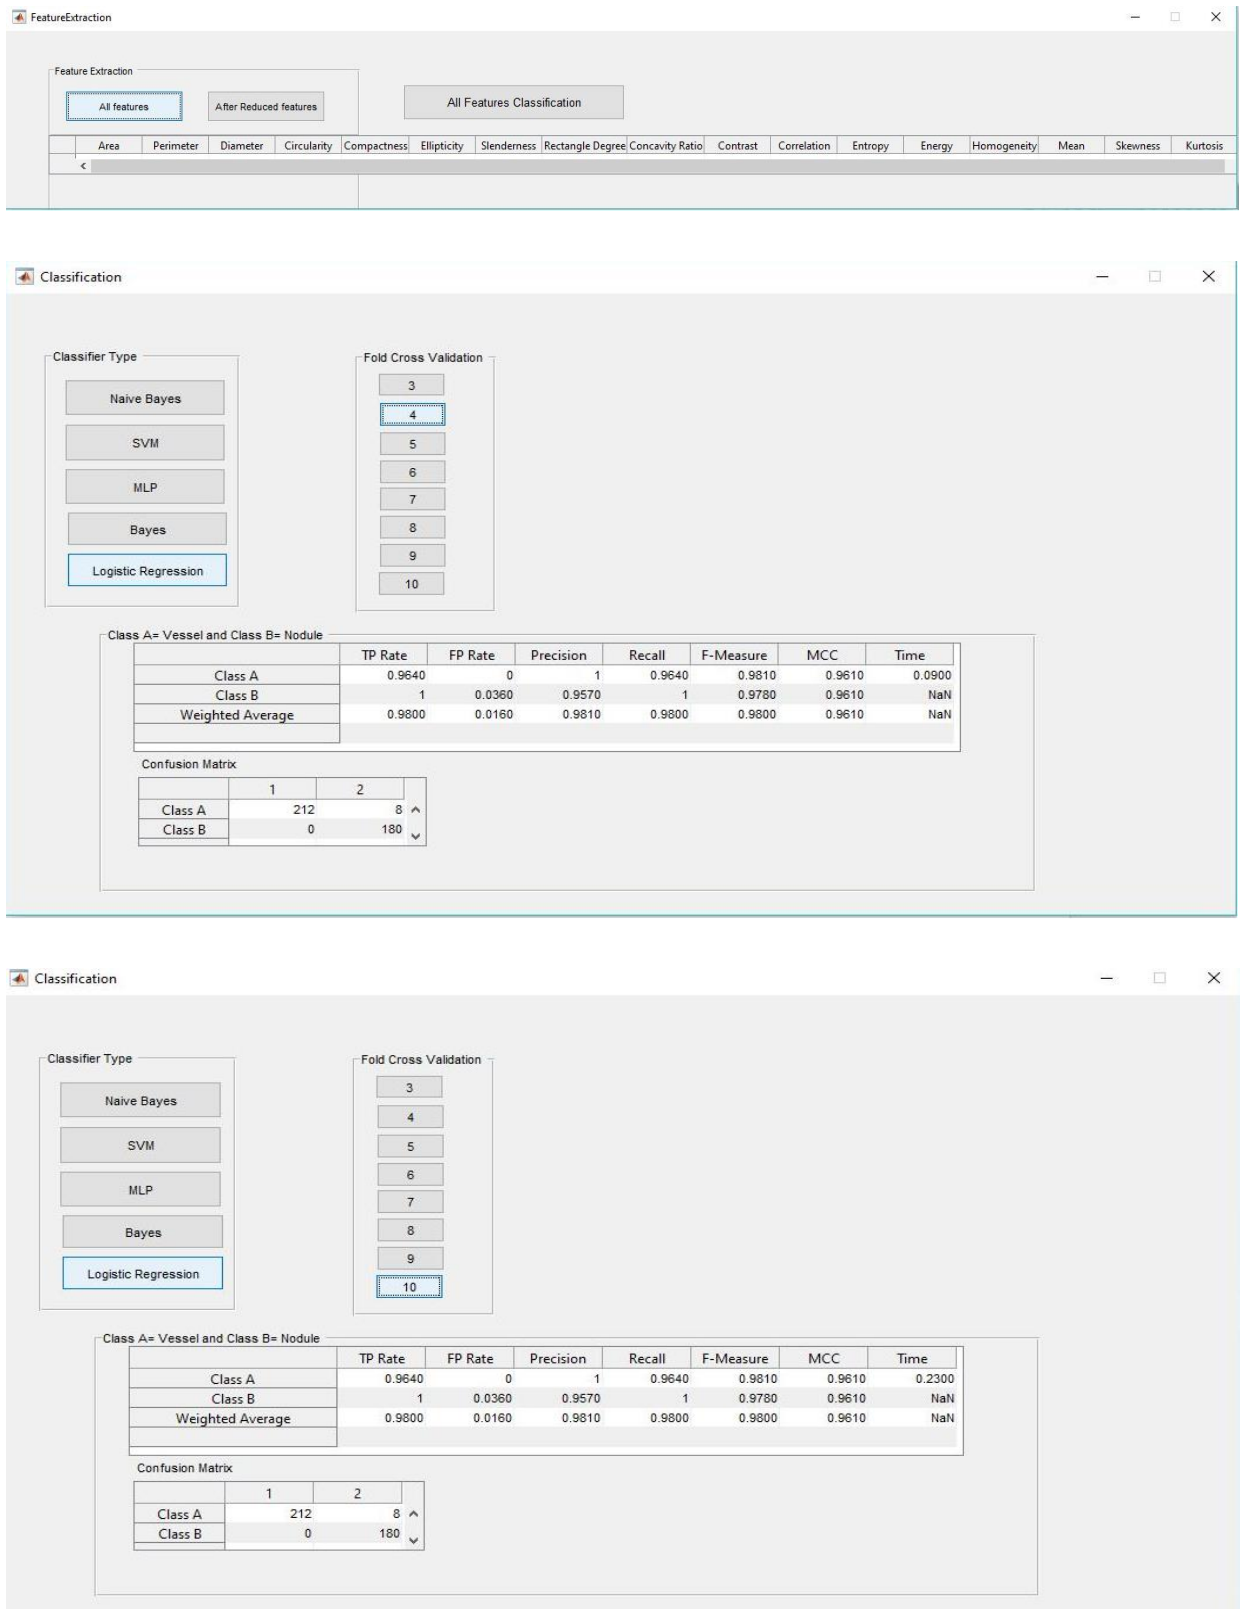 FeatureExtraction
Feature Extraction
All features After Reduced features All Features Classification
Area Perimeter Diameter Circularity Compactness Ellipticity Slenderness Rectangle Degree Concavity Ratio Contrast Correlation Entropy Energy Homogeneity Mean Skewness Kurtosis
Classification
Classifier Type
Naive Bayes
SVM
MLP
Bayes
Logistic Regression
Fold Cross Validation
3
4
5
6
7
8
9
10
Class A= Vessel and Class B= Nodule
TP Rate FP Rate Precision Recall F-Measure MCC Time
Class A 0.9640 0 1 0.9640 0.9810 0.9610 0.0900
Class B 1 0.0360 0.9570 1 0.9780 0.9610 NaN
Weighted Average 0.9800 0.0160 0.9810 0.9800 0.9800 0.9610 NaN
Confusion Matrix
1 2
Class A 212 8
Class B 0 180
Classification
Classifier Type
Naive Bayes
SVM
MLP
Bayes
Logistic Regression
Fold Cross Validation
3
4
5
6
7
8
9
10
Class A= Vessel and Class B= Nodule
TP Rate FP Rate Precision Recall F-Measure MCC Time
Class A 0.9640 0 1 0.9640 0.9810 0.9610 0.2300
Class B 1 0.0360 0.9570 1 0.9780 0.9610 NaN
Weighted Average 0.9800 0.0160 0.9810 0.9800 0.9800 0.9610 NaN
Confusion Matrix
1 2
Class A 212 8
Class B 0 180